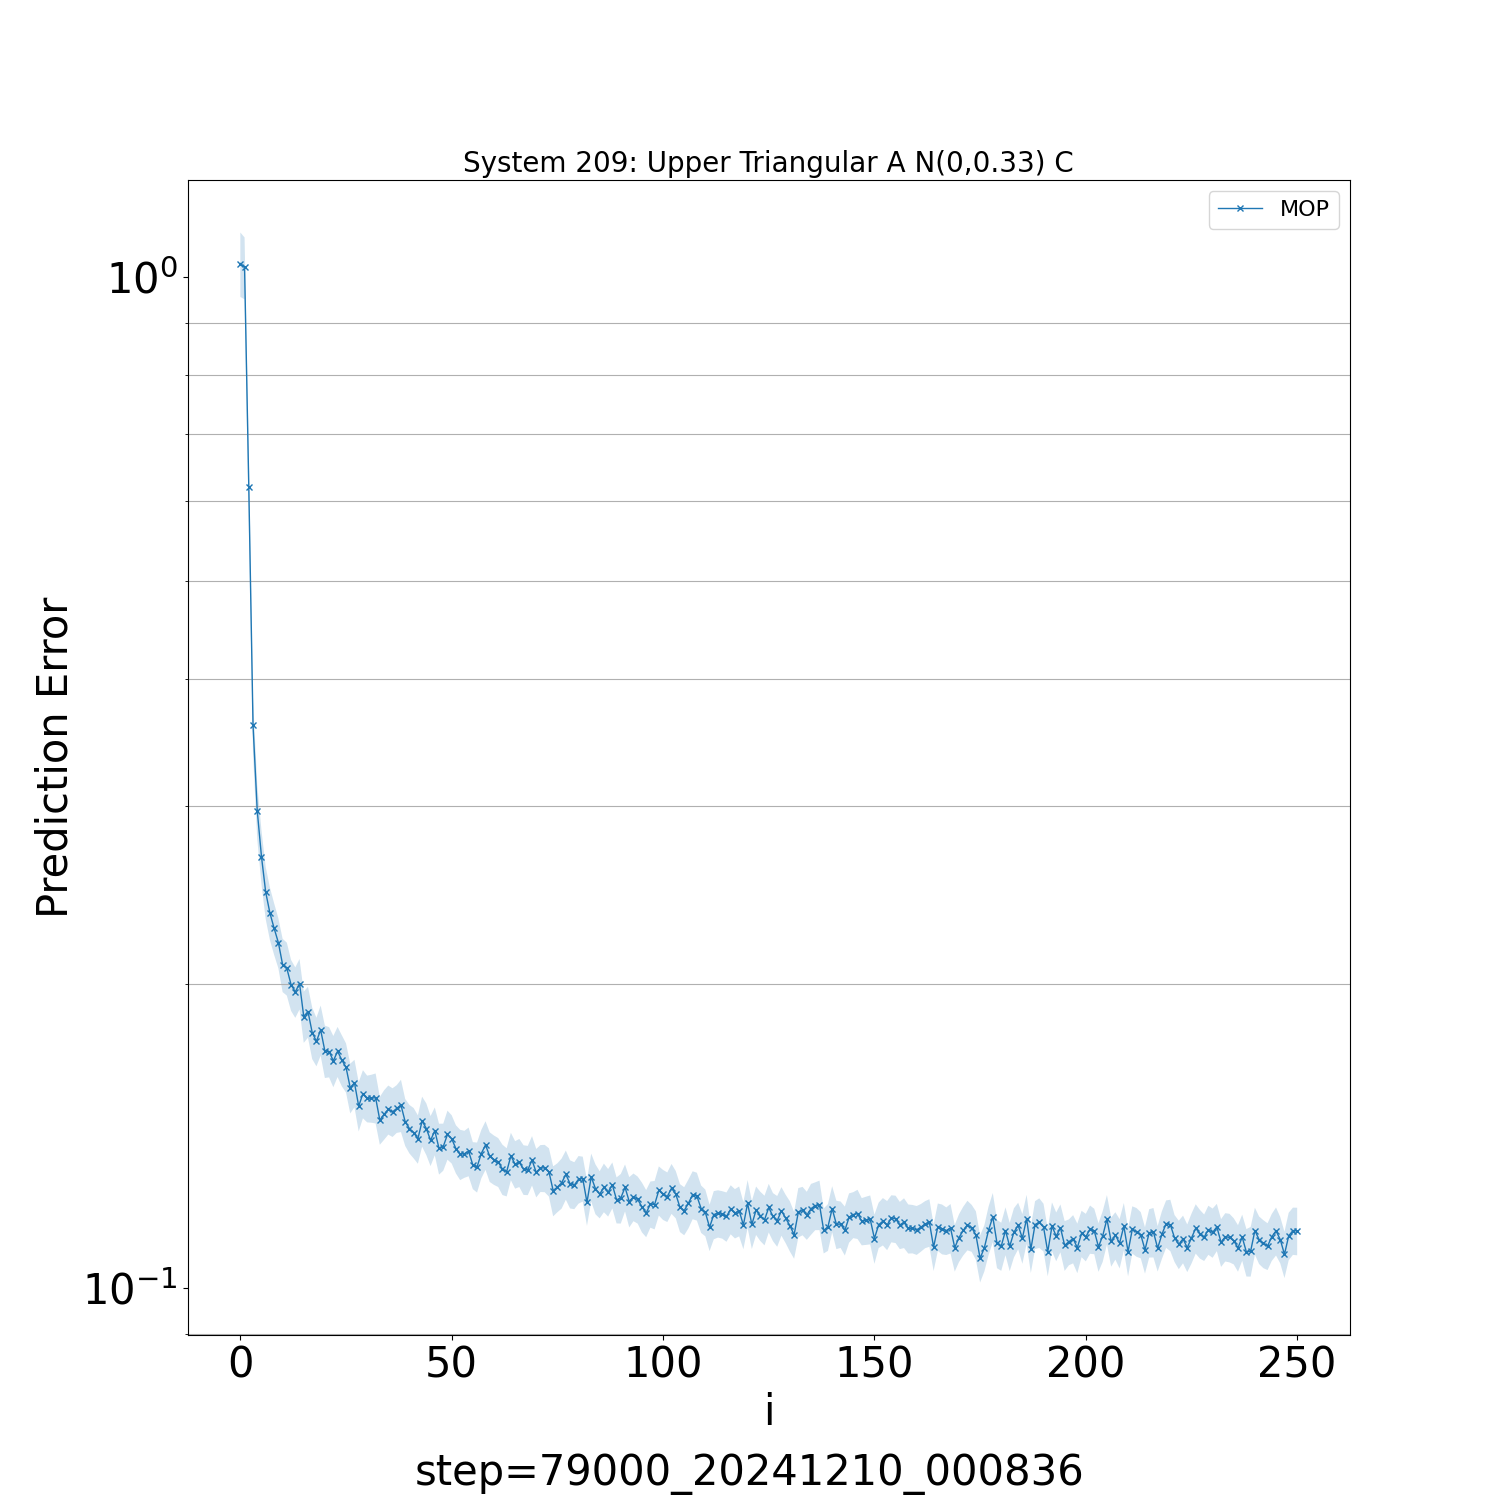 System 209: Upper Triangular A N(0,0.33) C
MOP
10⁰
10⁻¹
Prediction Error
0 50 100 150 200 250
i
step=79000_20241210_000836